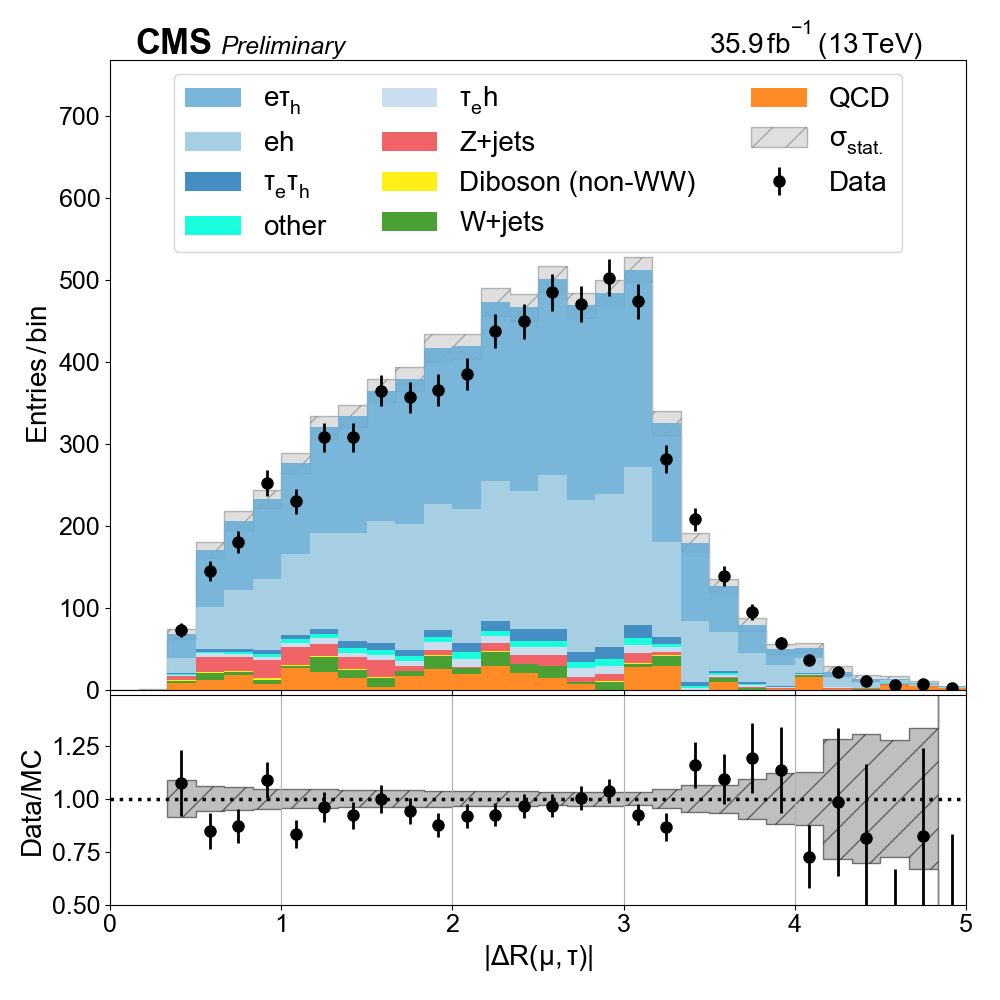 CMS Preliminary 35.9 fb⁻¹ (13 TeV)
eτh τeh QCD
eh Z+jets σstat.
τeτh Diboson (non-WW) Data
other W+jets
Entries / bin
700
600
500
400
300
200
100
0
Data/MC
1.25
1.00
0.75
0.50
0 1 2 3 4 5
|ΔR(μ, τ)|